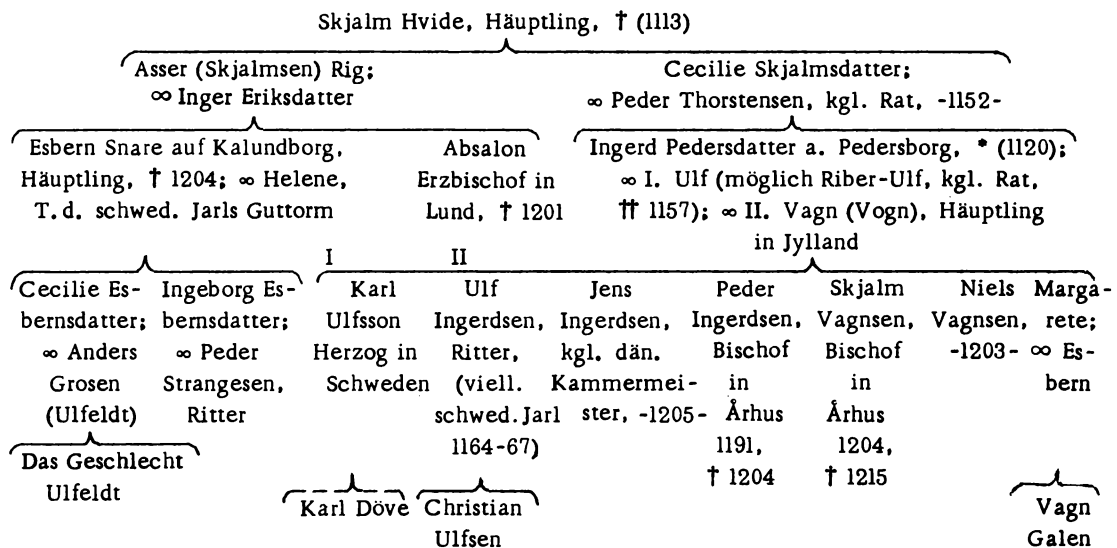 Skjalm Hvide, Häuptling, † (1113)
Asser (Skjalmsen) Rig;
∞ Inger Eriksdatter
Cecilie Skjalmsdatter;
∞ Peder Thorstensen, kgl. Rat, -1152-
Esbern Snare auf Kalundborg,
Häuptling, † 1204; ∞ Helene,
T. d. schwed. Jarls Guttorm
Absalon
Erzbischof in
Lund, † 1201
Ingerd Pedersdatter a. Pedersborg, * (1120);
∞ I. Ulf (möglich Riber-Ulf, kgl. Rat,
†† 1157); ∞ II. Vagn (Vogn), Häuptling
in Jylland
Cecilie Es-
bernsdatter;
∞ Anders
Grosen
(Ulfeldt)
Ingeborg Es-
bernsdatter;
∞ Peder
Strangesen,
Ritter
I
Karl
Ulfsson
Herzog in
Schweden
II
Ulf
Ingerdsen,
Ritter,
(viell.
schwed. Jarl
1164-67)
Jens
Ingerdsen,
kgl. dän.
Kammermei-
ster, -1205-
Peder
Ingerdsen,
Bischof
in
Århus
1191,
† 1204
Skjalm
Vagnsen,
Bischof
in
Århus
1204,
† 1215
Niels
Vagnsen,
-1203-
Marga-
rete;
∞ Es-
bern
Das Geschlecht
Ulfeldt
Karl Döve
Christian
Ulfsen
Vagn
Galen